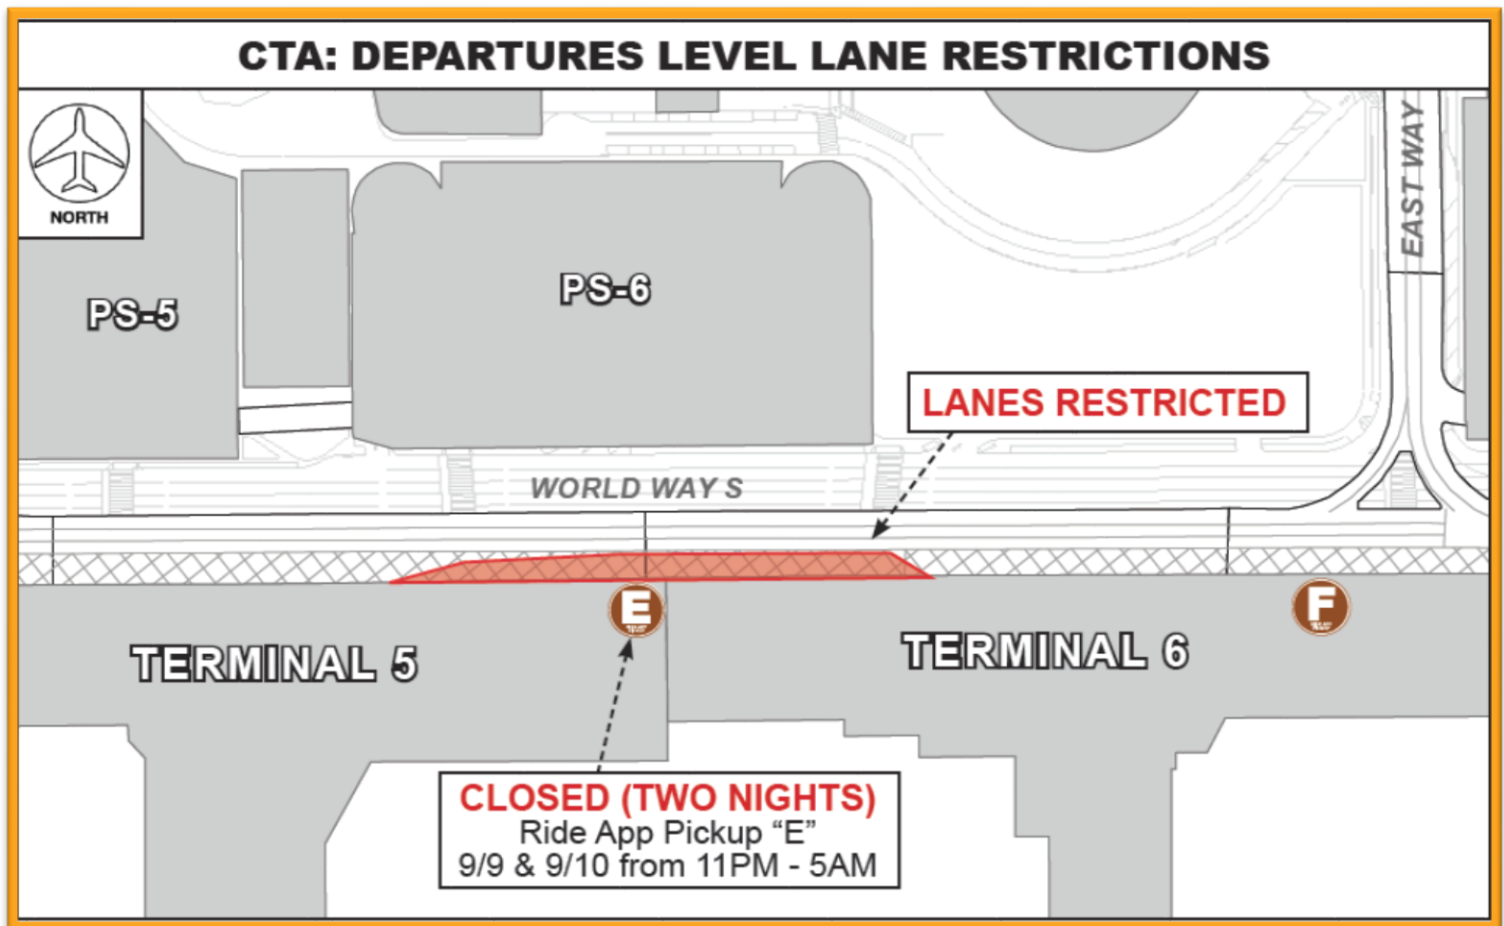 CTA: DEPARTURES LEVEL LANE RESTRICTIONS
NORTH
EAST WAY
PS-5
PS-6
LANES RESTRICTED
WORLD WAY S
E
F
TERMINAL 5
TERMINAL 6
CLOSED (TWO NIGHTS)
Ride App Pickup “E”
9/9 & 9/10 from 11PM - 5AM